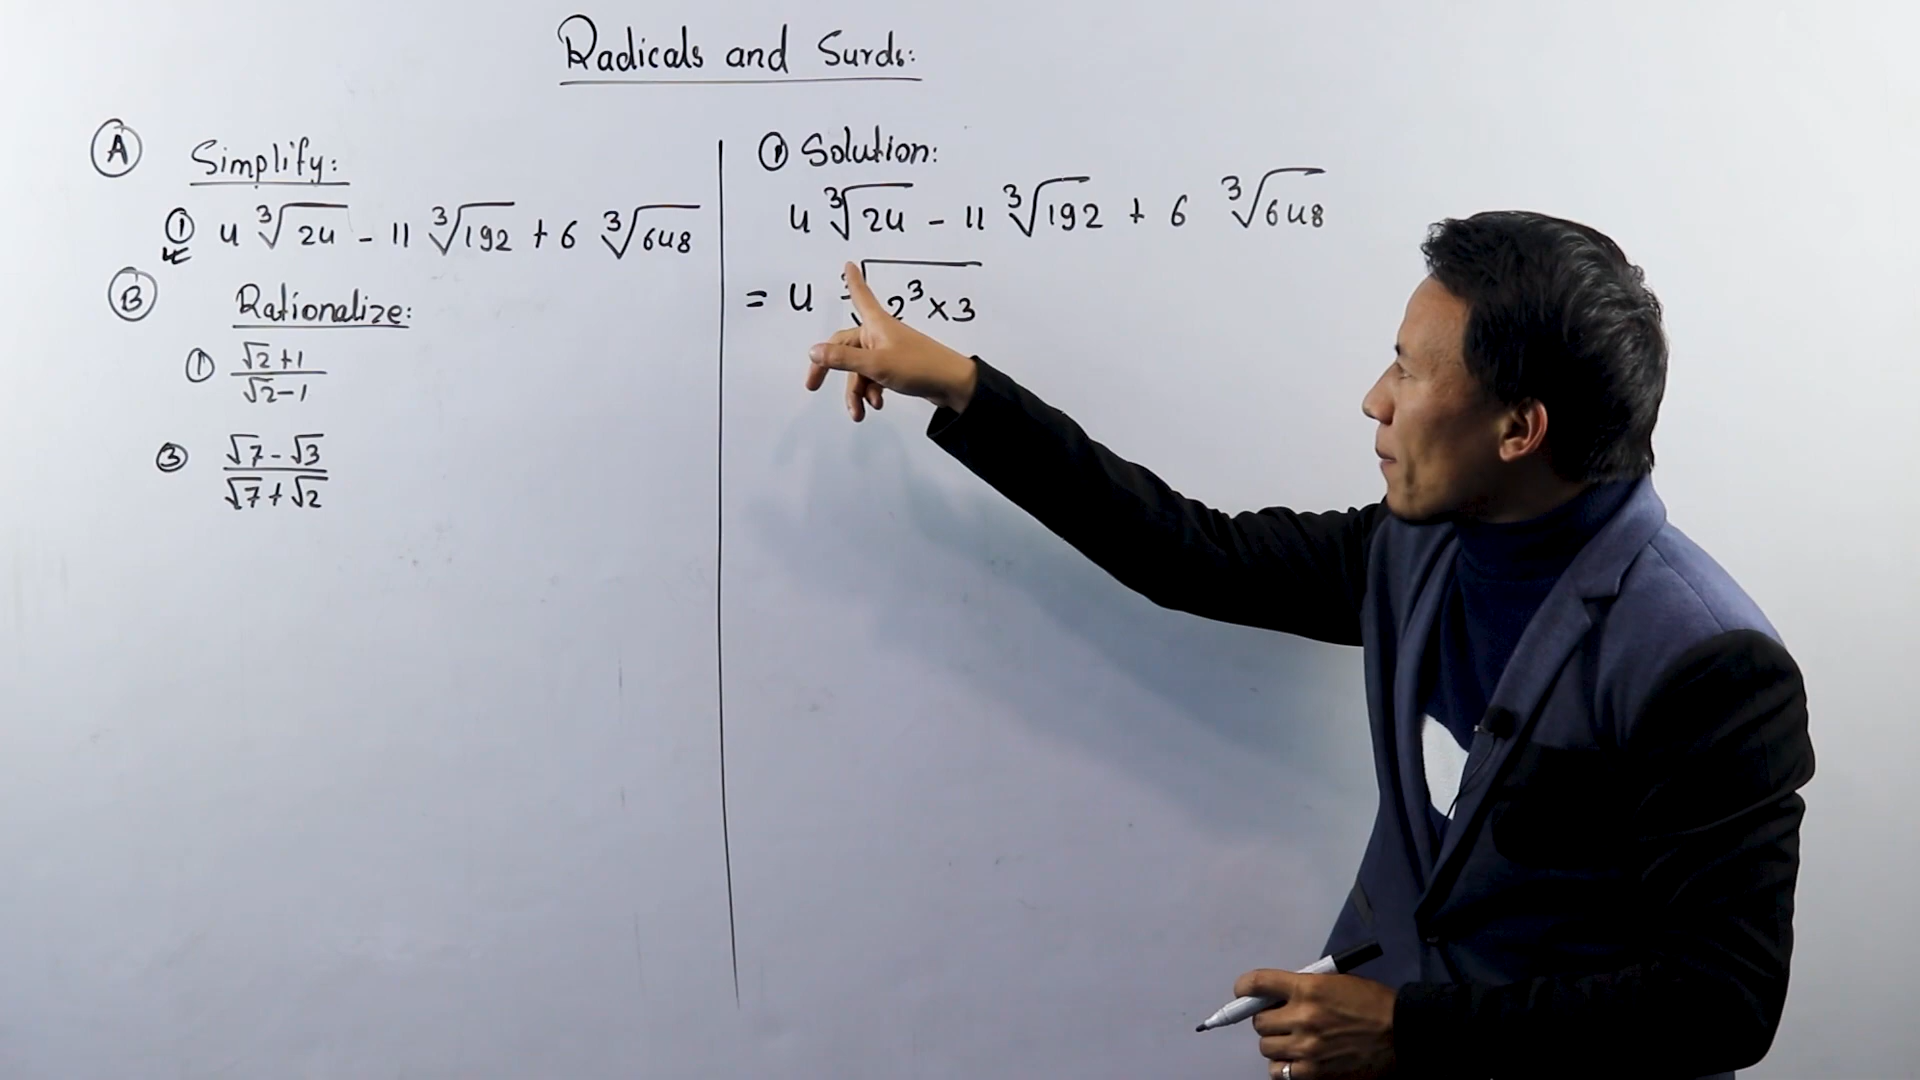 Radicals and Surds:
A Simplify:
① 4 ∛24 - 11 ∛192 + 6 ∛648
B Rationalize:
① (√2+1)/(√2-1)
③ (√7-√3)/(√7+√2)
① Solution:
4 ∛24 - 11 ∛192 + 6 ∛648
= 4 ∛2³×3